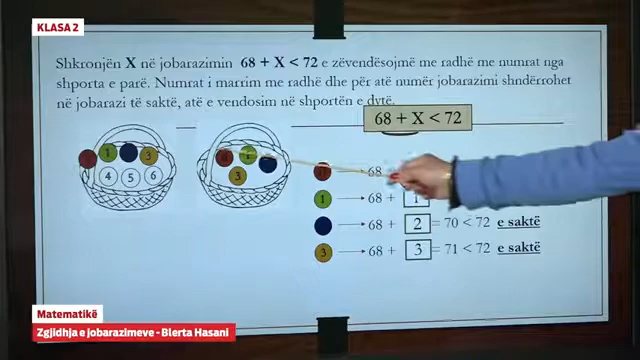 KLASA 2
Shkronjën X në jobarazimin 68 + X < 72 e zëvendësojmë me radhë me numrat nga
shporta e parë. Numrat i marrim me radhë dhe për atë numër jobarazimi shndërrohet
në jobarazi të saktë, atë e vendosim në shportën e dytë.
68 + X < 72
1 3
4 5 6
1
3
68
1 68 + 1
68 + 2 = 70 < 72 e saktë
3 68 + 3 = 71 < 72 e saktë
Matematikë
Zgjidhja e jobarazimeve - Blerta Hasani